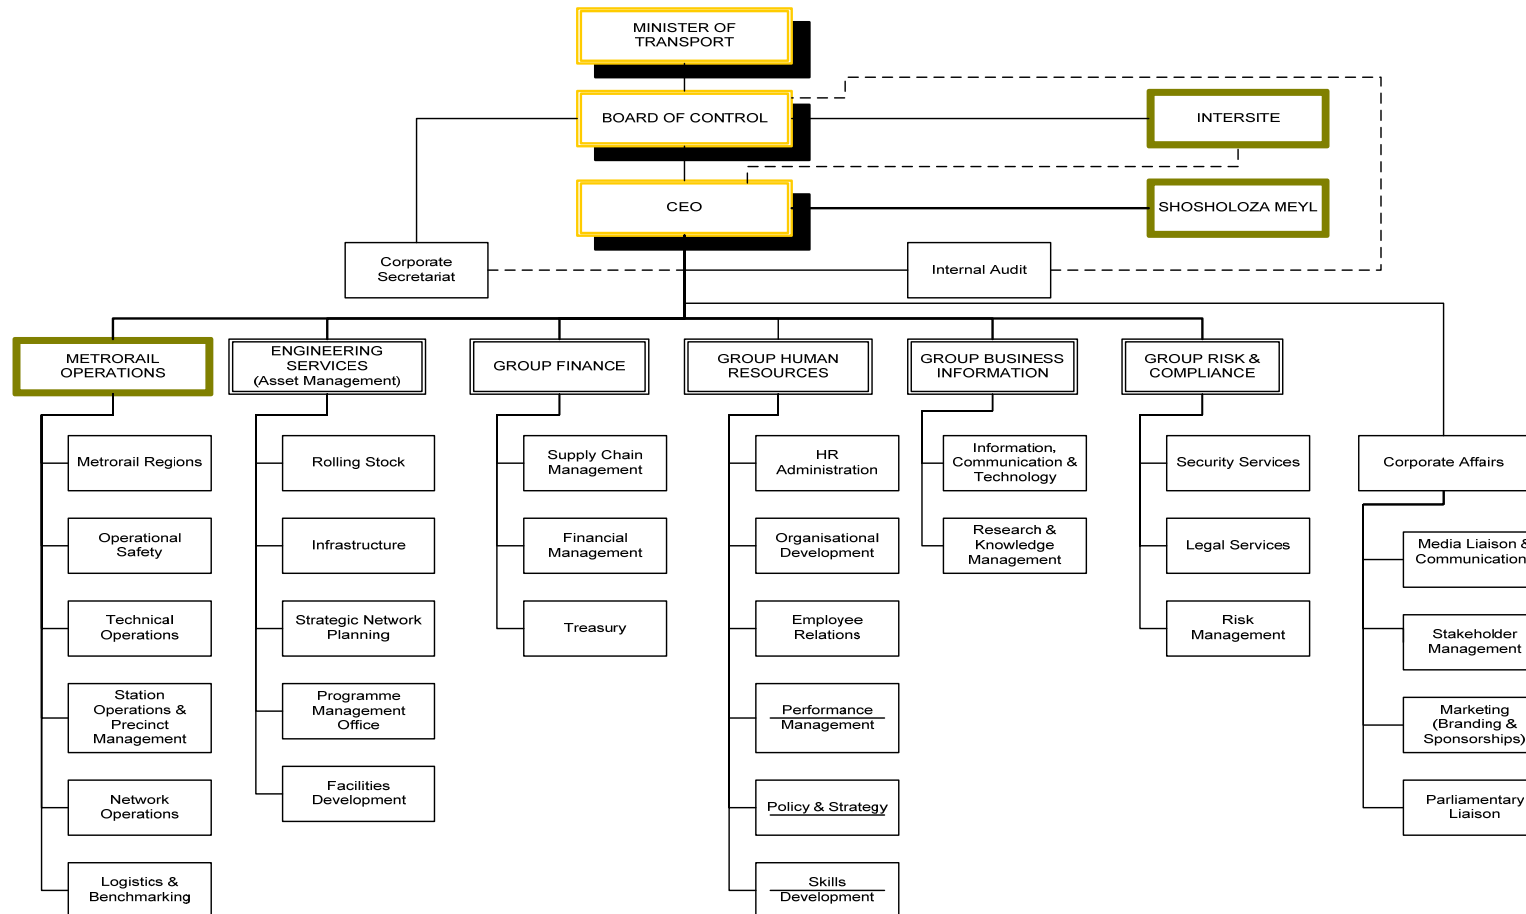 MINISTER OF
TRANSPORT
BOARD OF CONTROL
INTERSITE
CEO
SHOSHOLOZA MEYL
Corporate
Secretariat
Internal Audit
METRORAIL
OPERATIONS
ENGINEERING
SERVICES
(Asset Management)
GROUP FINANCE
GROUP HUMAN
RESOURCES
GROUP BUSINESS
INFORMATION
GROUP RISK &
COMPLIANCE
Metrorail Regions
Operational
Safety
Technical
Operations
Station
Operations &
Precinct
Management
Network
Operations
Logistics &
Benchmarking
Rolling Stock
Infrastructure
Strategic Network
Planning
Programme
Management
Office
Facilities
Development
Supply Chain
Management
Financial
Management
Treasury
HR
Administration
Organisational
Development
Employee
Relations
Performance
Management
Policy & Strategy
Skills
Development
Information,
Communication &
Technology
Research &
Knowledge
Management
Security Services
Legal Services
Risk
Management
Corporate Affairs
Media Liaison &
Communication
Stakeholder
Management
Marketing
(Branding &
Sponsorships)
Parliamentary
Liaison